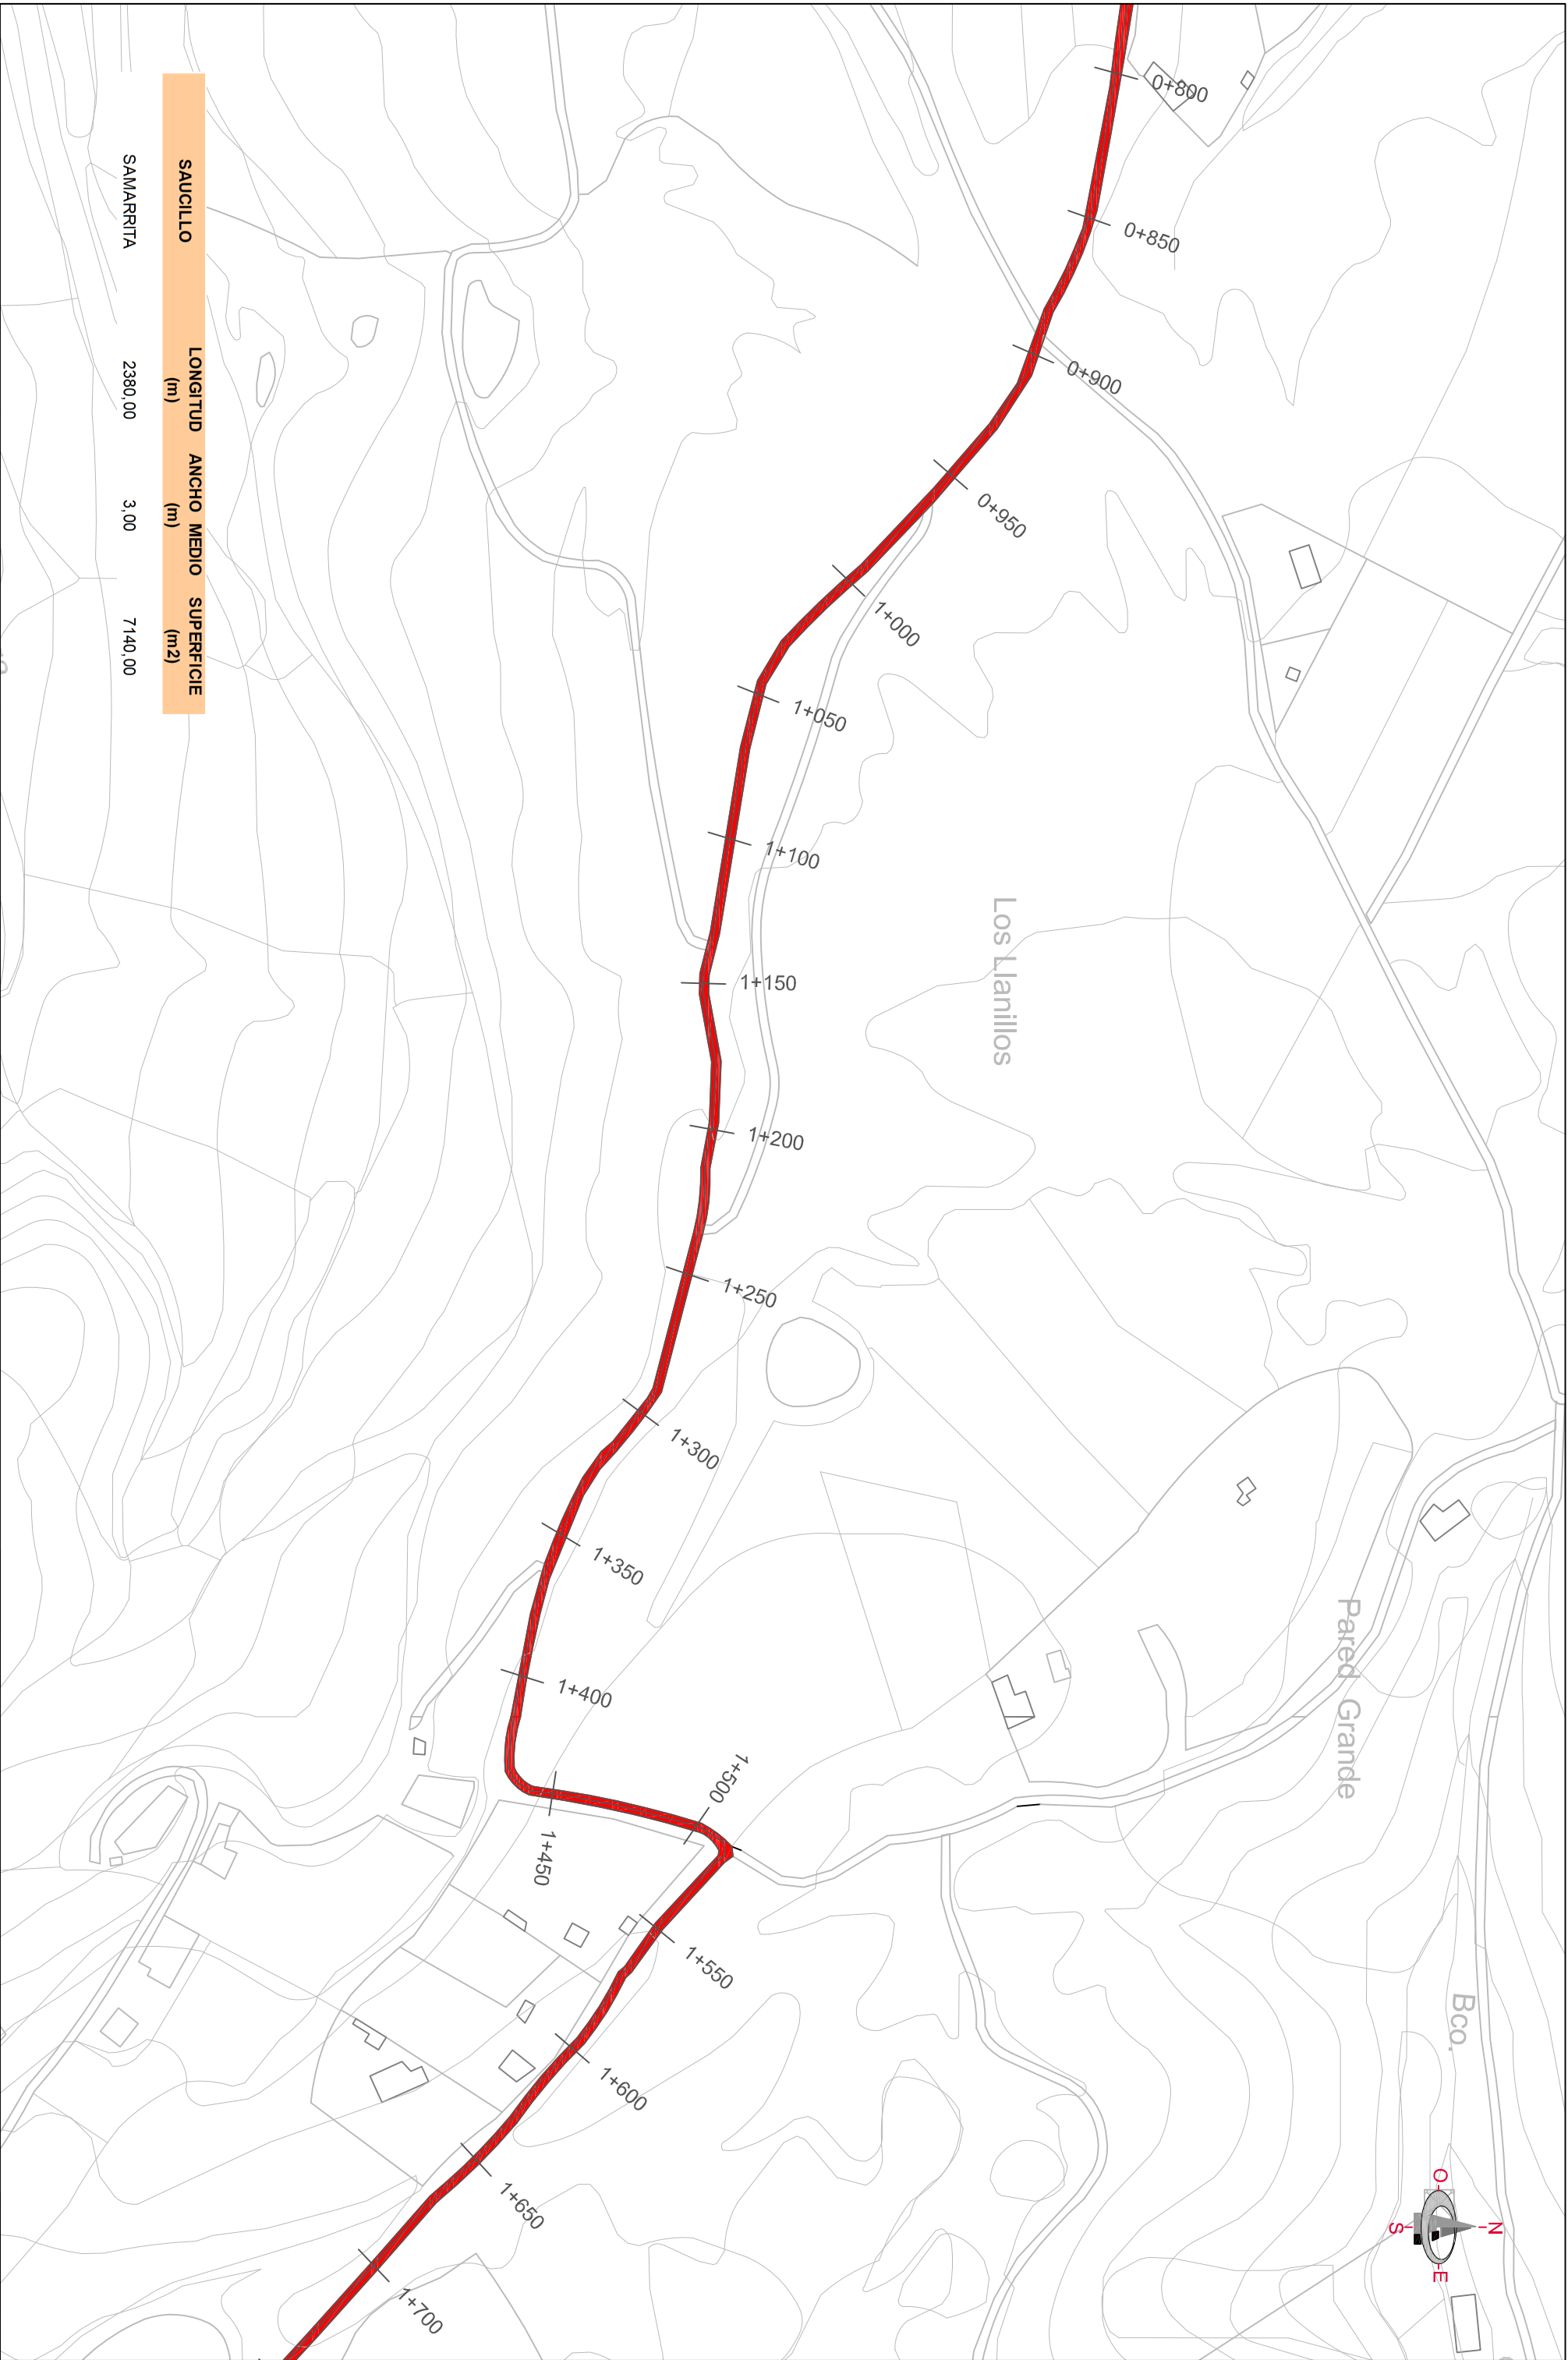 0+800
0+850
0+900
0+950
1+000
1+050
1+100
1+150
1+200
1+250
1+300
1+350
1+400
1+450
1+500
1+550
1+600
1+650
1+700
Los Llanillos
Pared Grande
Bco.
N
O
E
S
SAUCILLO LONGITUD (m) ANCHO MEDIO (m) SUPERFICIE (m2)
SAMARRITA 2380,00 3,00 7140,00